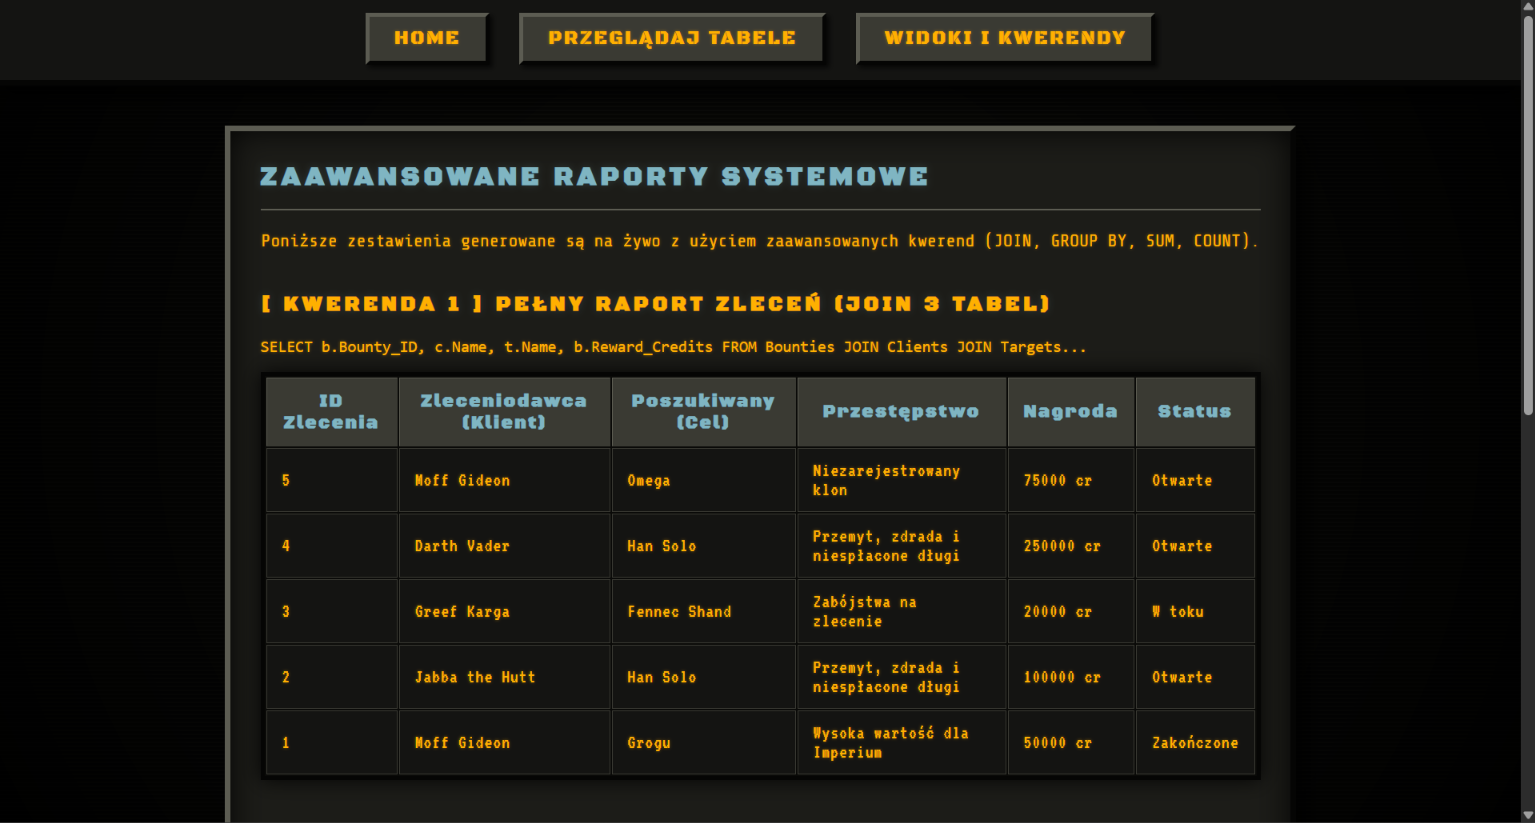 HOME
PRZEGLĄDAJ TABELE
WIDOKI I KWERENDY
ZAAWANSOWANE RAPORTY SYSTEMOWE
Poniższe zestawienia generowane są na żywo z użyciem zaawansowanych kwerend (JOIN, GROUP BY, SUM, COUNT).
[ KWERENDA 1 ] PEŁNY RAPORT ZLECEŃ (JOIN 3 TABEL)
SELECT b.Bounty_ID, c.Name, t.Name, b.Reward_Credits FROM Bounties JOIN Clients JOIN Targets...
ID
Zlecenia
Zleceniodawca
(Klient)
Poszukiwany
(Cel)
Przestępstwo
Nagroda
Status
5
Moff Gideon
Omega
Niezarejestrowany
klon
75000 cr
Otwarte
4
Darth Vader
Han Solo
Przemyt, zdrada i
niespłacone długi
250000 cr
Otwarte
3
Greef Karga
Fennec Shand
Zabójstwa na
zlecenie
20000 cr
W toku
2
Jabba the Hutt
Han Solo
Przemyt, zdrada i
niespłacone długi
100000 cr
Otwarte
1
Moff Gideon
Grogu
Wysoka wartość dla
Imperium
50000 cr
Zakończone